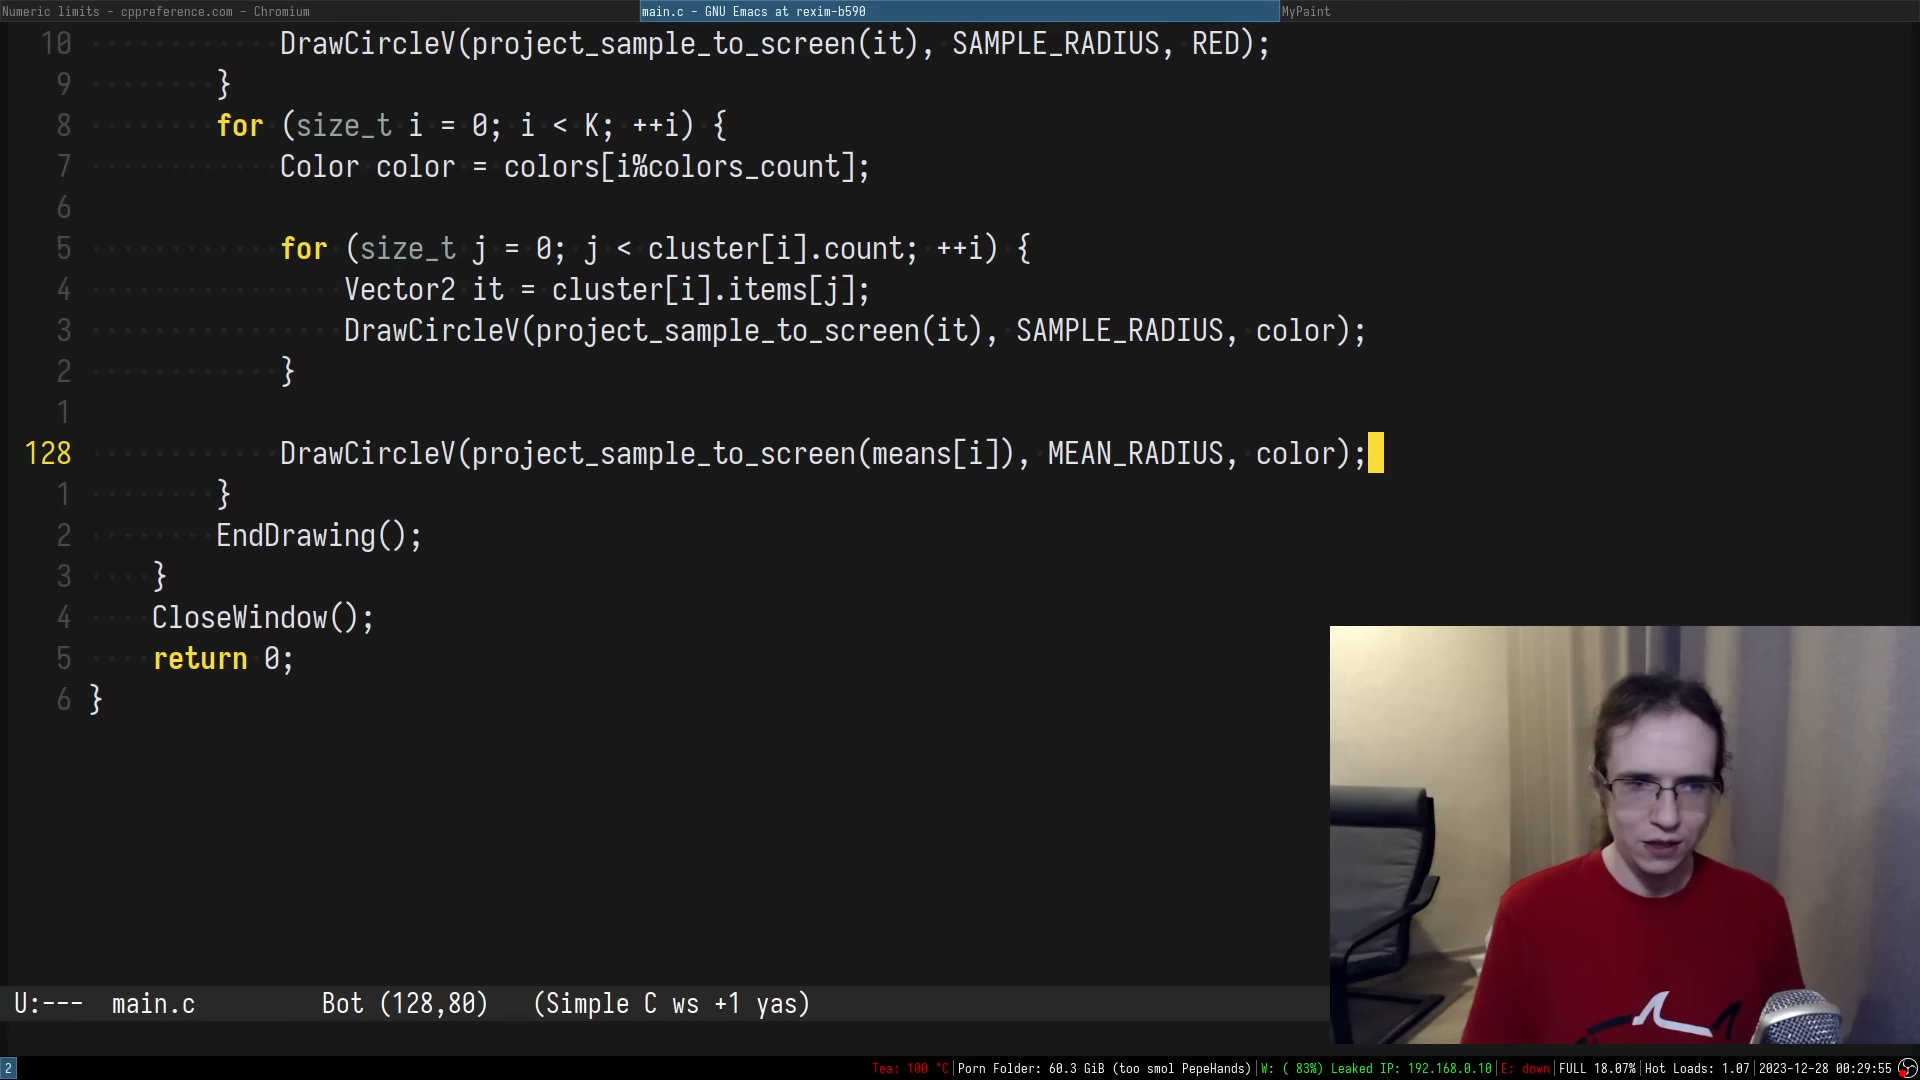 Numeric limits - cppreference.com - Chromium
main.c - GNU Emacs at rexim-b590
MyPaint
10 DrawCircleV(project_sample_to_screen(it), SAMPLE_RADIUS, RED);
9 }
8 for (size_t i = 0; i < K; ++i) {
7 Color color = colors[i%colors_count];
6
5 for (size_t j = 0; j < cluster[i].count; ++i) {
4 Vector2 it = cluster[i].items[j];
3 DrawCircleV(project_sample_to_screen(it), SAMPLE_RADIUS, color);
2 }
1
128 DrawCircleV(project_sample_to_screen(means[i]), MEAN_RADIUS, color);
1 }
2 EndDrawing();
3 }
4 CloseWindow();
5 return 0;
6 }
U:--- main.c Bot (128,80) (Simple C ws +1 yas)
2
Tea: 100 °C|Porn Folder: 60.3 GiB (too smol PepeHands)|W: ( 83%) Leaked IP: 192.168.0.10|E: down|FULL 18.07%|Hot Loads: 1.07|2023-12-28 00:29:55